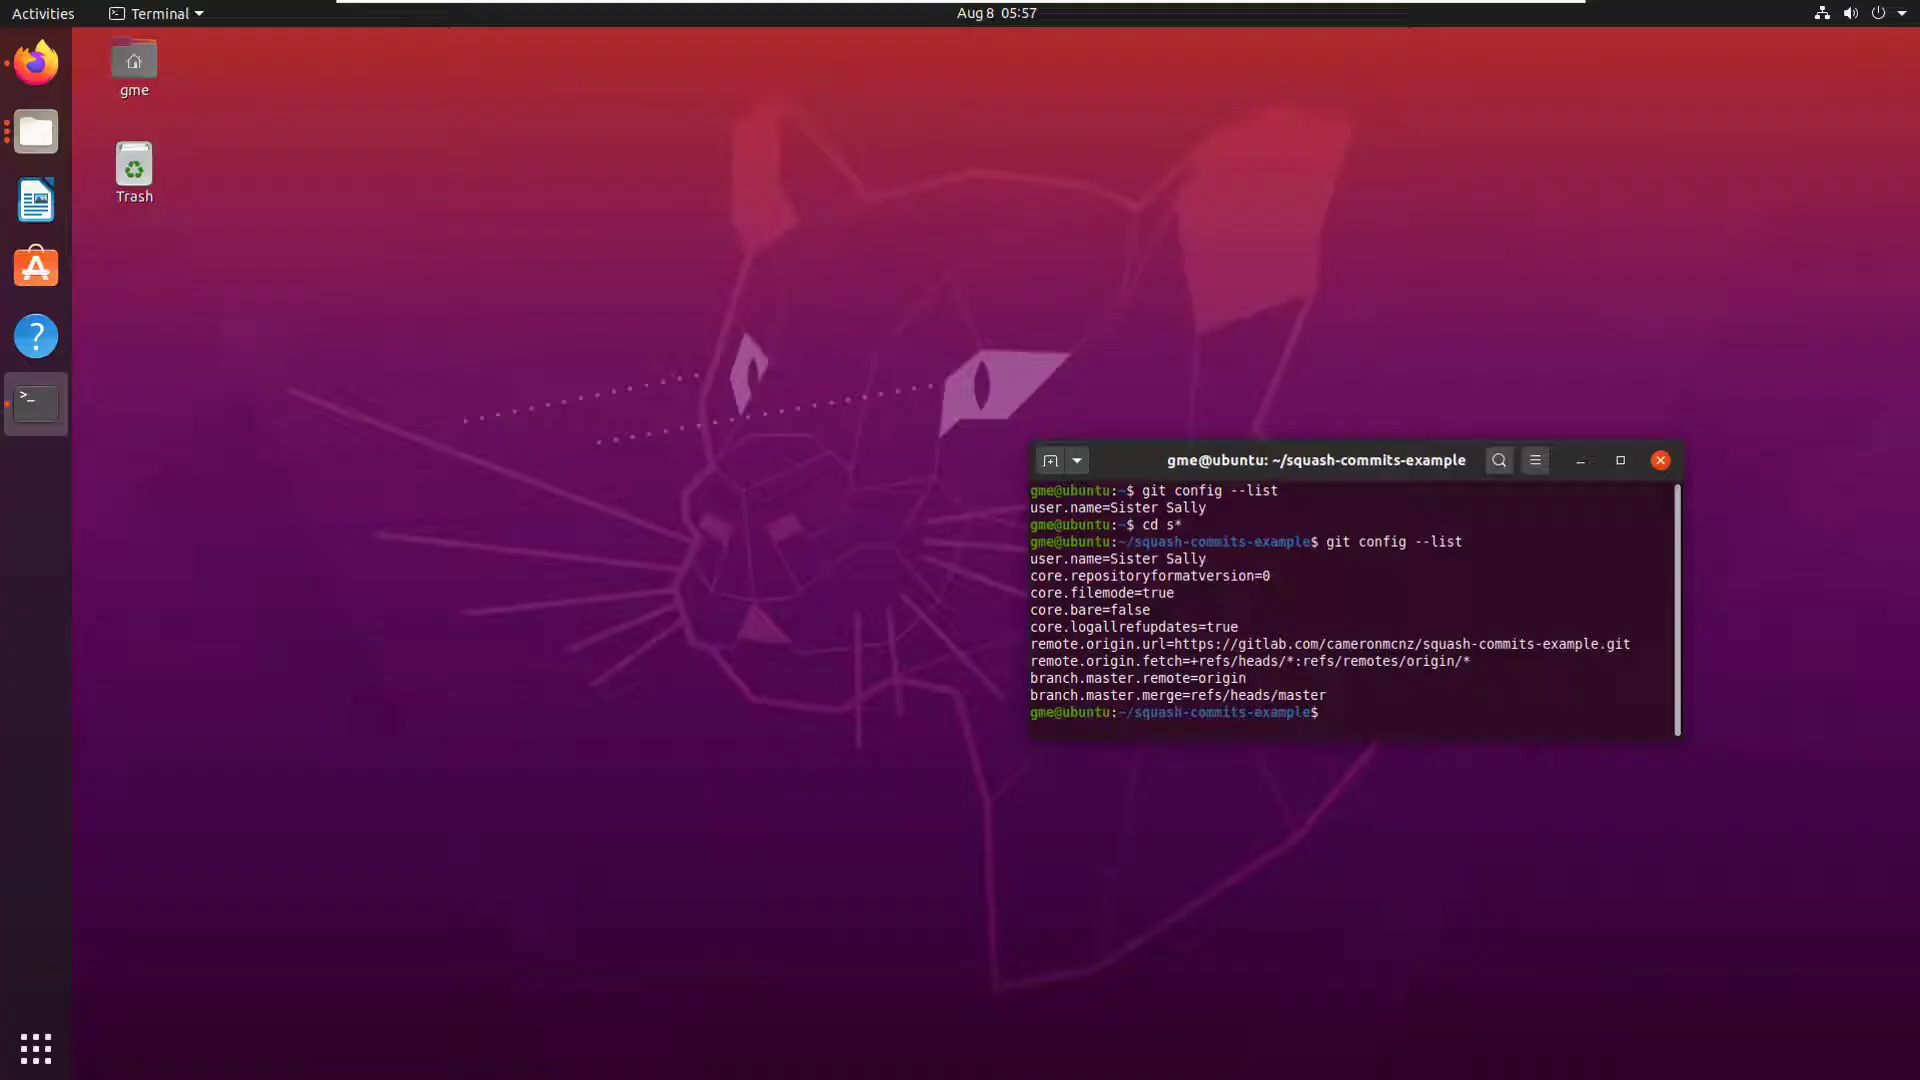 Activities
Terminal
Aug 8 05:57
gme
Trash
gme@ubuntu: ~/squash-commits-example
gme@ubuntu:~$ git config --list
user.name=Sister Sally
gme@ubuntu:~$ cd s*
gme@ubuntu:~/squash-commits-example$ git config --list
user.name=Sister Sally
core.repositoryformatversion=0
core.filemode=true
core.bare=false
core.logallrefupdates=true
remote.origin.url=https://gitlab.com/cameronmcnz/squash-commits-example.git
remote.origin.fetch=+refs/heads/*:refs/remotes/origin/*
branch.master.remote=origin
branch.master.merge=refs/heads/master
gme@ubuntu:~/squash-commits-example$